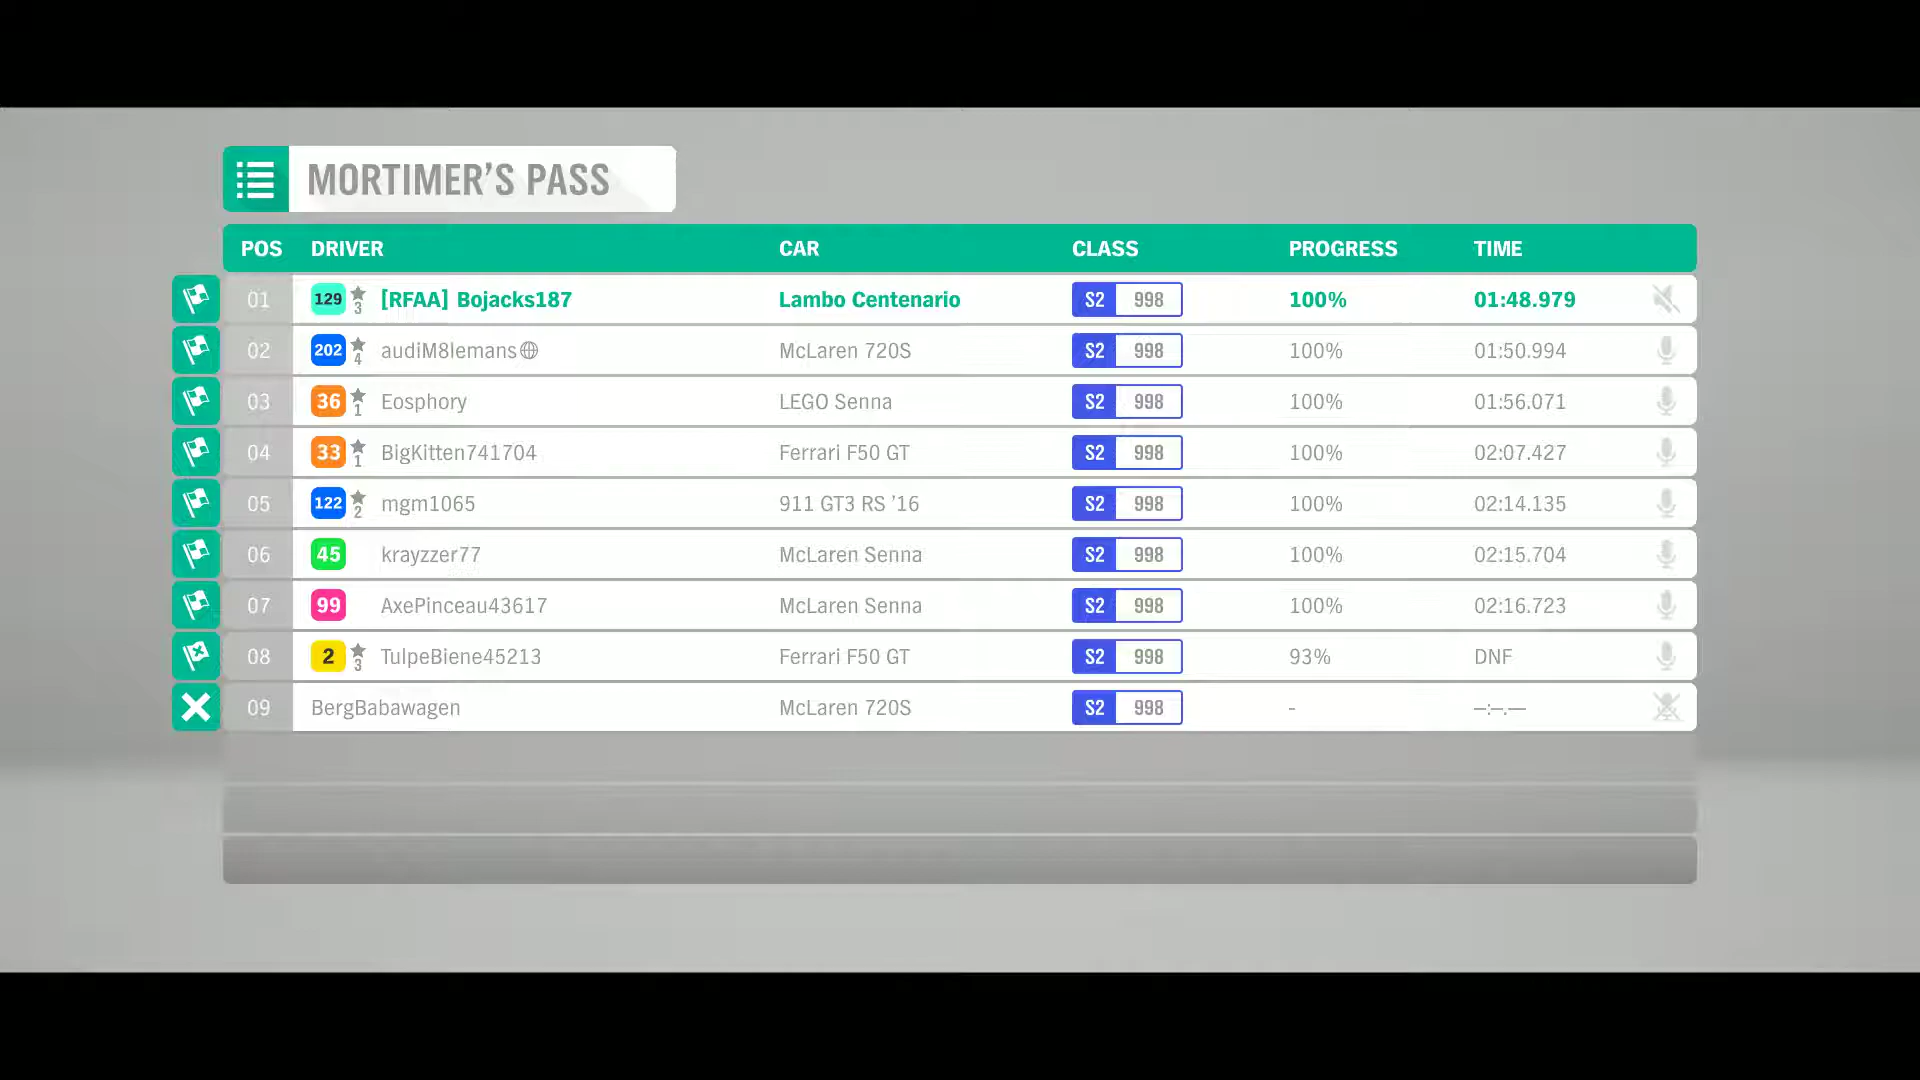 MORTIMER’S PASS
POS DRIVER CAR CLASS PROGRESS TIME
01 129 3 [RFAA] Bojacks187 Lambo Centenario S2 998 100% 01:48.979
02 202 4 audiM8lemans McLaren 720S S2 998 100% 01:50.994
03 36 1 Eosphory LEGO Senna S2 998 100% 01:56.071
04 33 1 BigKitten741704 Ferrari F50 GT S2 998 100% 02:07.427
05 122 2 mgm1065 911 GT3 RS ’16 S2 998 100% 02:14.135
06 45 krayzzer77 McLaren Senna S2 998 100% 02:15.704
07 99 AxePinceau43617 McLaren Senna S2 998 100% 02:16.723
08 2 3 TulpeBiene45213 Ferrari F50 GT S2 998 93% DNF
09 BergBabawagen McLaren 720S S2 998 - –:–.–